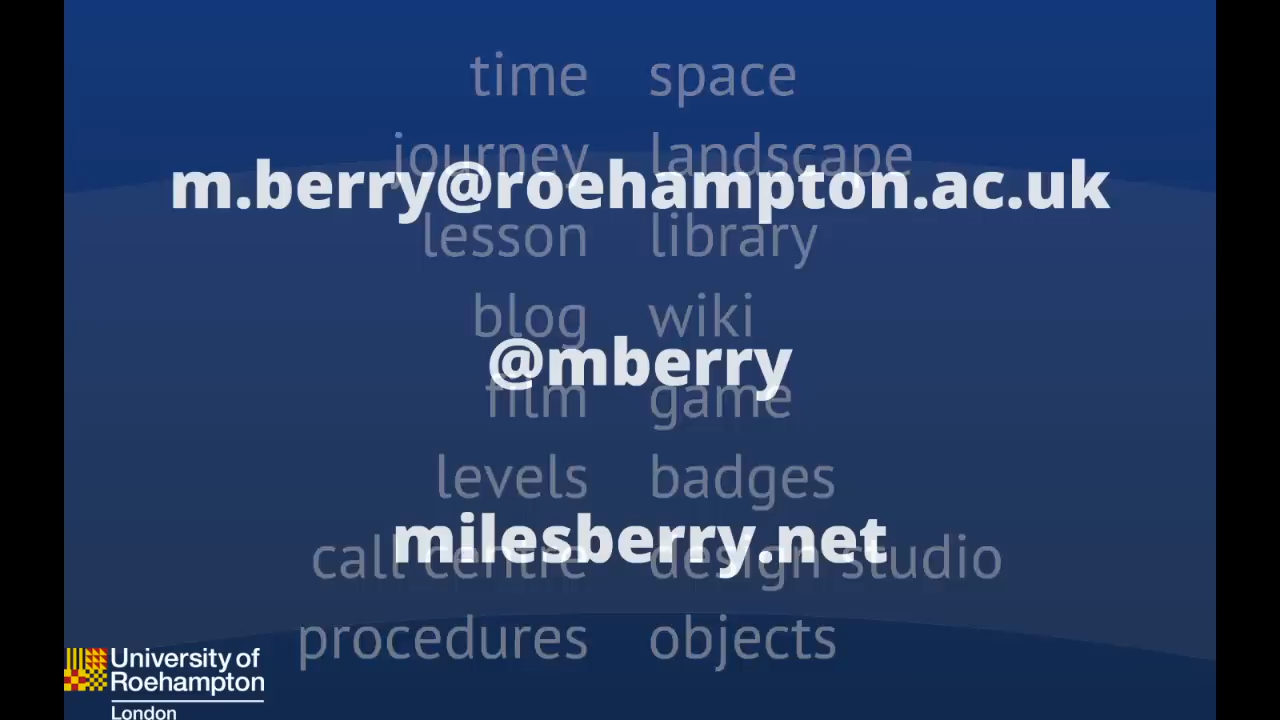 time space
journey landscape
m.berry@roehampton.ac.uk
lesson library
blog wiki
@mberry
film game
levels badges
milesberry.net
call centre design studio
procedures objects
University of
Roehampton
London